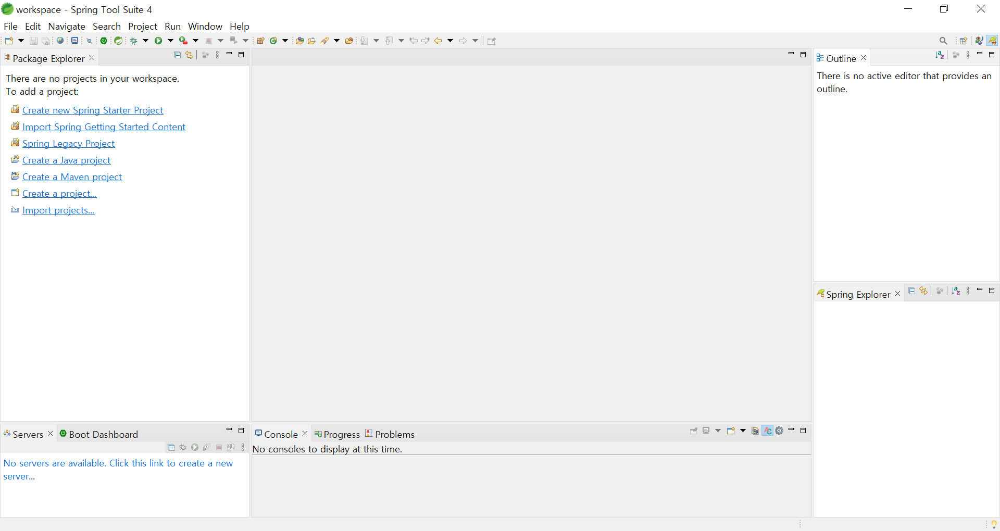 workspace - Spring Tool Suite 4
File Edit Navigate Search Project Run Window Help
Package Explorer
There are no projects in your workspace.
To add a project:
Create new Spring Starter Project
Import Spring Getting Started Content
Spring Legacy Project
Create a Java project
Create a Maven project
Create a project...
Import projects...
Outline
There is no active editor that provides an
outline.
Spring Explorer
Servers
Boot Dashboard
No servers are available. Click this link to create a new
server...
Console
Progress
Problems
No consoles to display at this time.